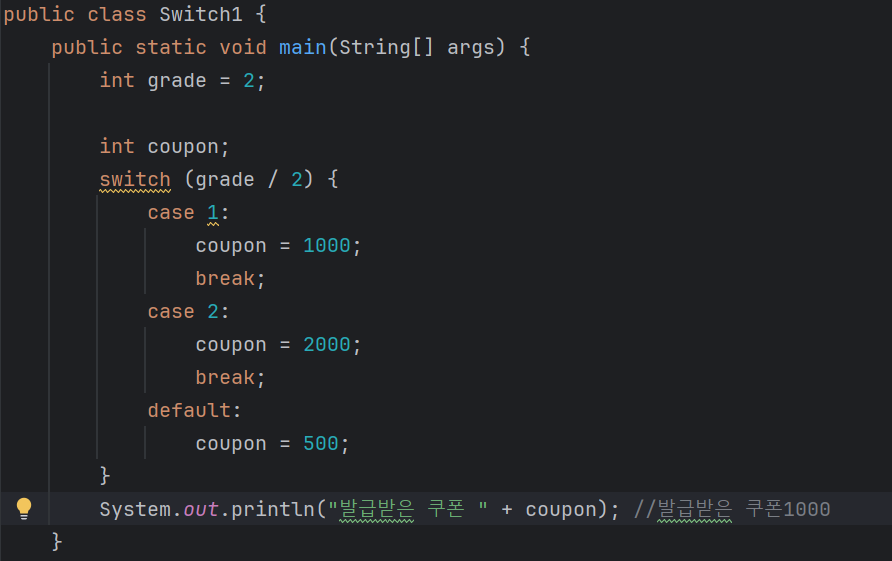 public class Switch1 {
    public static void main(String[] args) {
        int grade = 2;

        int coupon;
        switch (grade / 2) {
            case 1:
                coupon = 1000;
                break;
            case 2:
                coupon = 2000;
                break;
            default:
                coupon = 500;
        }
        System.out.println("발급받은 쿠폰 " + coupon); //발급받은 쿠폰1000
    }